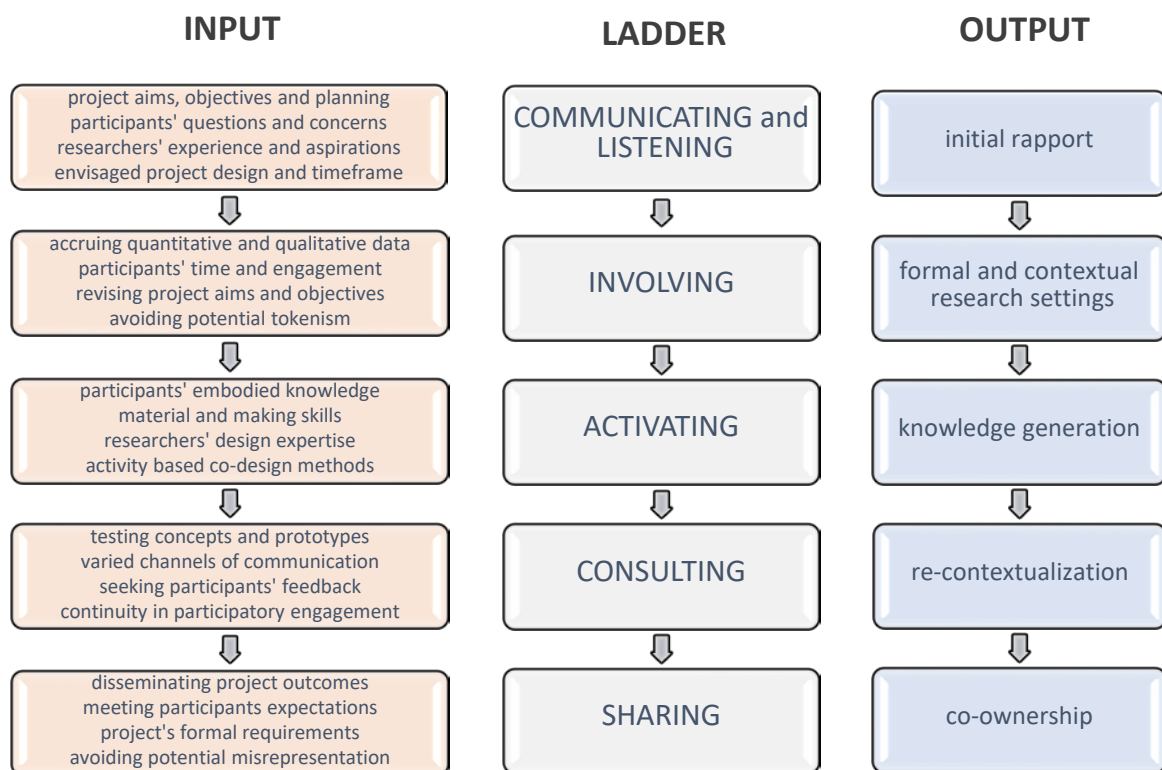 INPUT
LADDER
OUTPUT
project aims, objectives and planning
participants' questions and concerns
researchers' experience and aspirations
envisaged project design and timeframe
COMMUNICATING and
LISTENING
initial rapport
accruing quantitative and qualitative data
participants' time and engagement
revising project aims and objectives
avoiding potential tokenism
INVOLVING
formal and contextual
research settings
participants' embodied knowledge
material and making skills
researchers' design expertise
activity based co-design methods
ACTIVATING
knowledge generation
testing concepts and prototypes
varied channels of communication
seeking participants' feedback
continuity in participatory engagement
CONSULTING
re-contextualization
disseminating project outcomes
meeting participants expectations
project's formal requirements
avoiding potential misrepresentation
SHARING
co-ownership